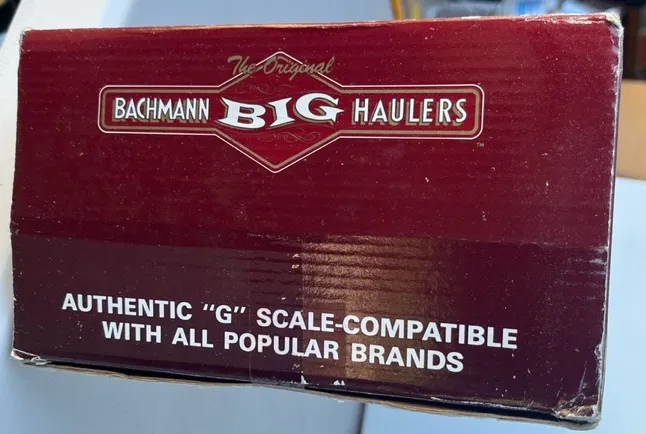 The Original
BACHMANN BIG HAULERS
AUTHENTIC "G" SCALE-COMPATIBLE
WITH ALL POPULAR BRANDS